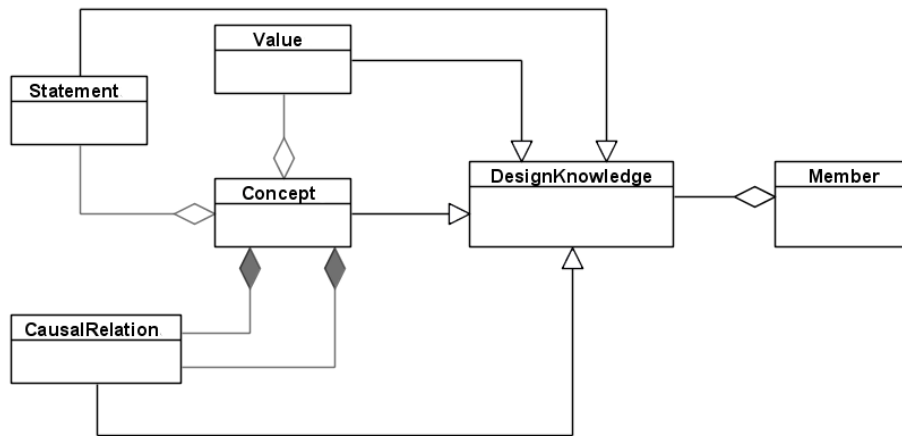 Value
Statement
DesignKnowledge
Member
Concept
CausalRelation